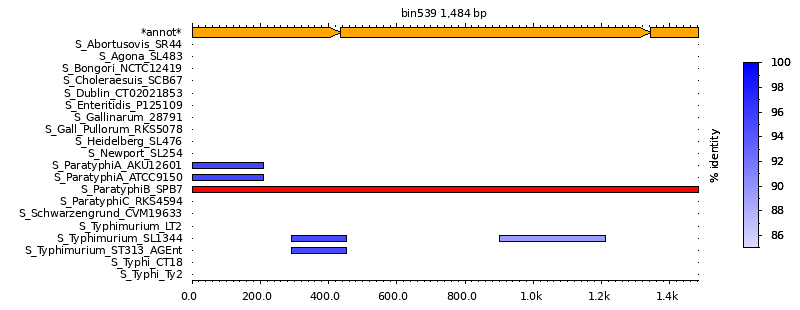 bin539 1,484 bp
*annot*
S_Abortusovis_SR44
S_Agona_SL483
S_Bongori_NCTC12419
S_Choleraesuis_SCB67
S_Dublin_CT02021853
S_Enteritidis_P125109
S_Gallinarum_28791
S_Gall_Pullorum_RKS5078
S_Heidelberg_SL476
S_Newport_SL254
S_ParatyphiA_AKU12601
S_ParatyphiA_ATCC9150
S_ParatyphiB_SPB7
S_ParatyphiC_RKS4594
S_Schwarzengrund_CVM19633
S_Typhimurium_LT2
S_Typhimurium_SL1344
S_Typhimurium_ST313_AGEnt
S_Typhi_CT18
S_Typhi_Ty2
0.0 200.0 400.0 600.0 800.0 1.0k 1.2k 1.4k
% identity
100
98
96
94
92
90
88
86